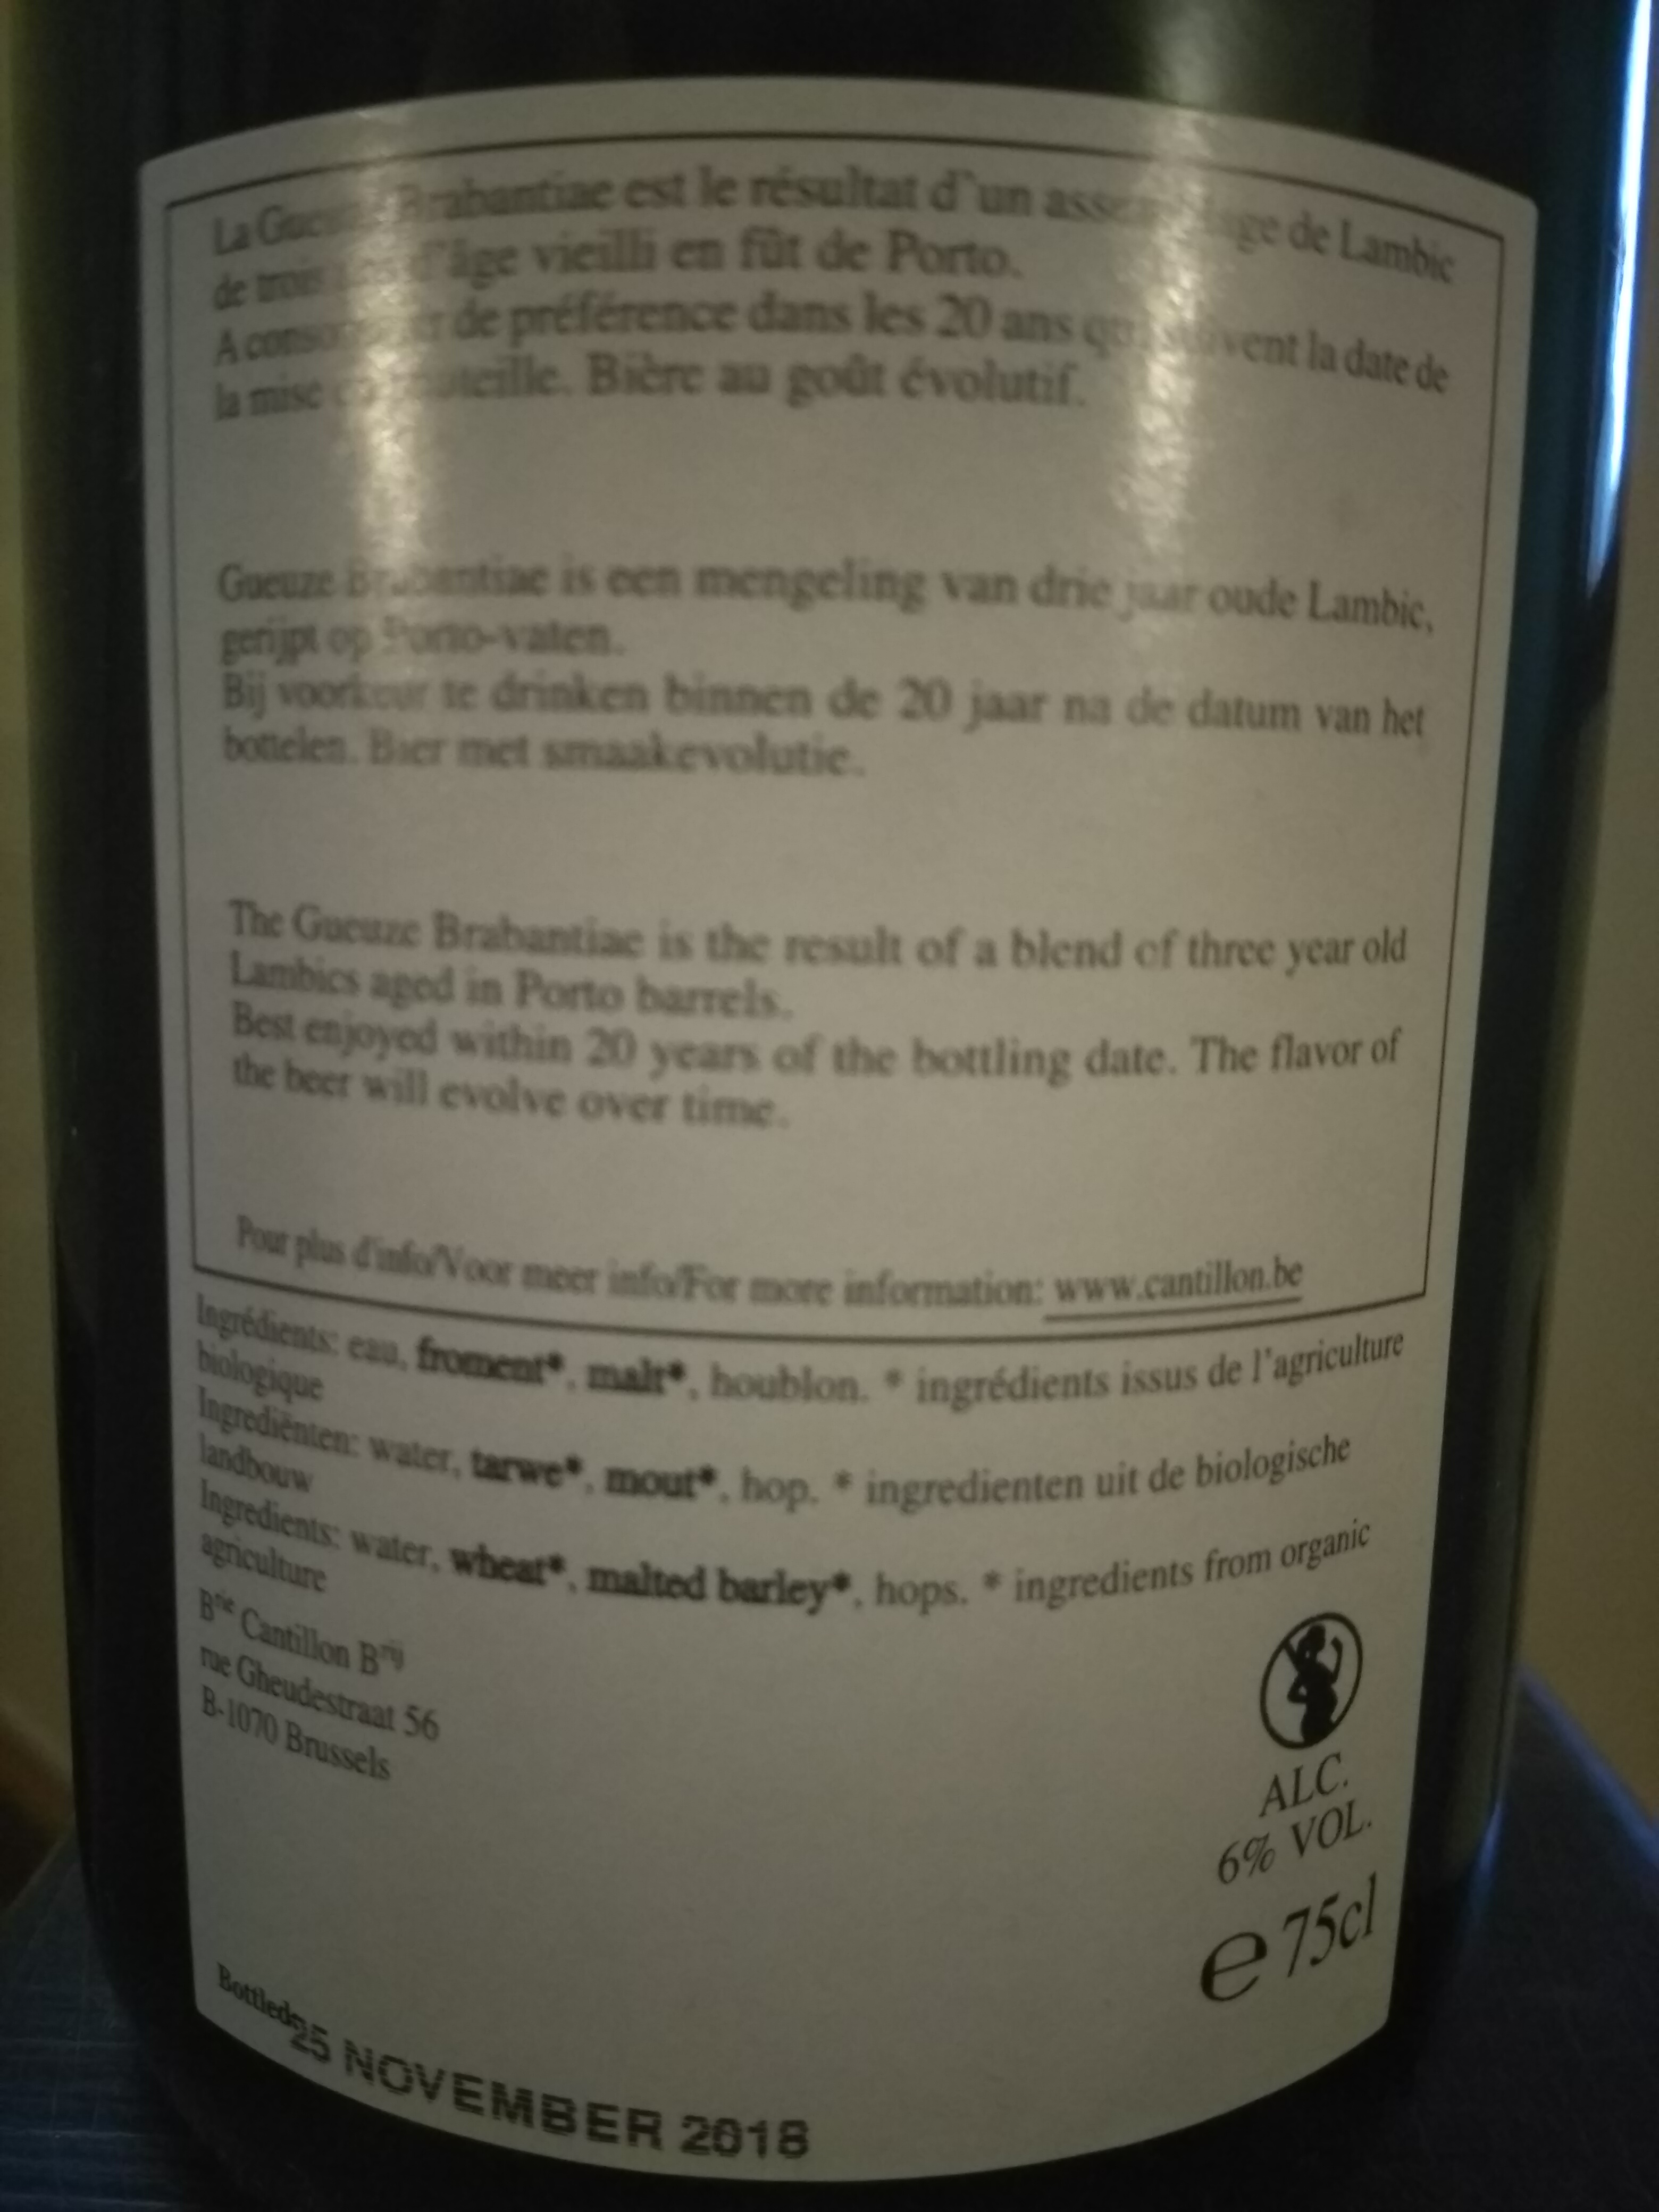 La Gueuze Brabantiae est le résultat d'un assemblage de Lambic
de trois d'âge vieilli en fût de Porto.
A consommer de préférence dans les 20 ans qui suivent la date de
la mise en bouteille. Bière au goût évolutif.
Gueuze Brabantiae is een mengeling van drie jaar oude Lambic,
gerijpt op Porto-vaten.
Bij voorkeur te drinken binnen de 20 jaar na de datum van het
bottelen. Bier met smaakevolutie.
The Gueuze Brabantiae is the result of a blend of three year old
Lambics aged in Porto barrels.
Best enjoyed within 20 years of the bottling date. The flavor of
the beer will evolve over time.
Pour plus d'info/Voor meer info/For more information: www.cantillon.be
Ingrédients: eau, froment*, malt*, houblon. * ingrédients issus de l'agriculture
biologique
Ingrediënten: water, tarwe*, mout*, hop. * ingredienten uit de biologische
landbouw
Ingredients: water, wheat*, malted barley*, hops. * ingredients from organic
agriculture
Brie Cantillon Brij
rue Gheudestraat 56
B-1070 Brussels
ALC.
6% VOL.
e 75cl
Bottled: 25 NOVEMBER 2018